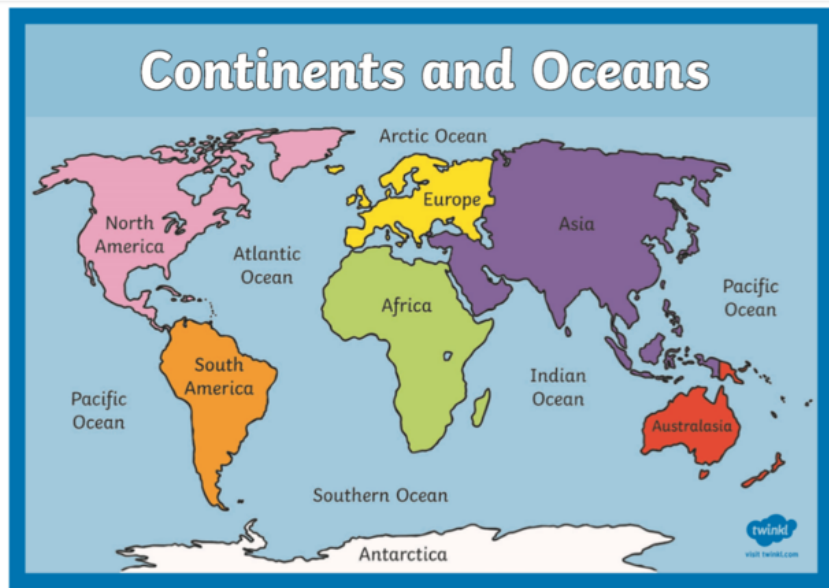 Continents and Oceans
Arctic Ocean
North
America
Europe
Asia
Atlantic
Ocean
Africa
Pacific
Ocean
South
America
Indian
Ocean
Pacific
Ocean
Australasia
Southern Ocean
Antarctica
twinkl
visit twinkl.com